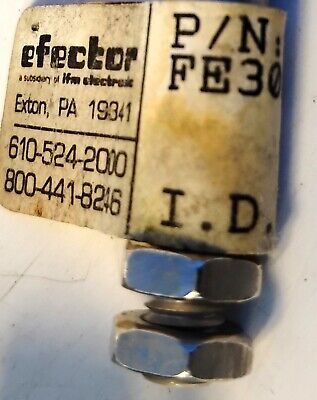 efector
a subsidiary of ifm electronic
Exton, PA 19341
610-524-2000
800-441-8246
P/N:
FE30
I.D.